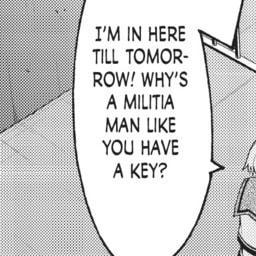 I'M IN HERE
TILL TOMOR-
ROW! WHY'S
A MILITIA
MAN LIKE
YOU HAVE
A KEY?